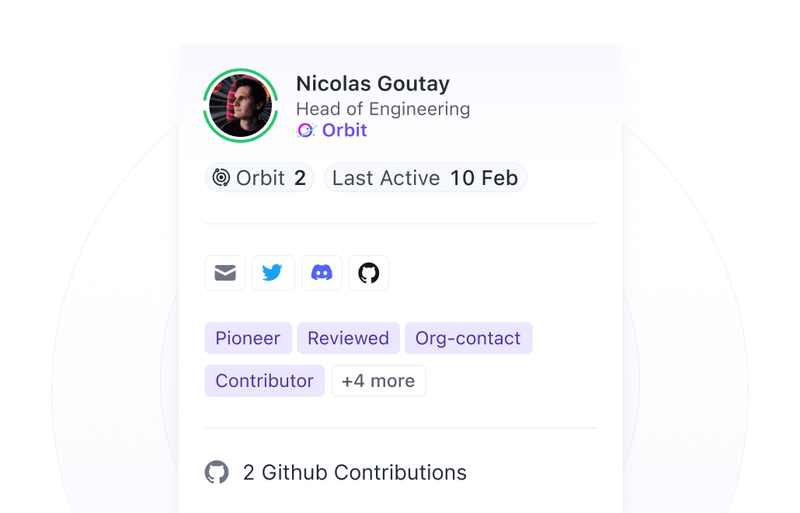 Nicolas Goutay
Head of Engineering
Orbit
Orbit 2 Last Active 10 Feb
Pioneer Reviewed Org-contact
Contributor +4 more
2 Github Contributions